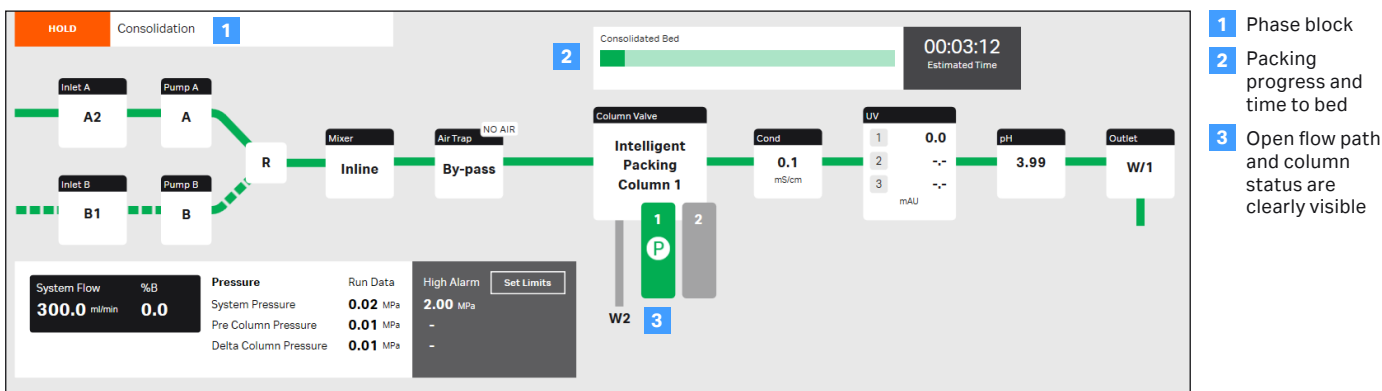 HOLD
Consolidation
1
2
Consolidated Bed
00:03:12
Estimated Time
Inlet A
A2
Pump A
A
Inlet B
B1
Pump B
B
R
Mixer
Inline
Air Trap
NO AIR
By-pass
Column Valve
Intelligent
Packing
Column 1
1
P
2
W2
3
Cond
0.1
mS/cm
UV
1 0.0
2 -.-
3 -.-
mAU
pH
3.99
Outlet
W/1
System Flow %B
300.0 ml/min 0.0
Pressure Run Data
System Pressure 0.02 MPa
Pre Column Pressure 0.01 MPa
Delta Column Pressure 0.01 MPa
High Alarm Set Limits
2.00 MPa
-
-
1 Phase block
2 Packing
progress and
time to bed
3 Open flow path
and column
status are
clearly visible